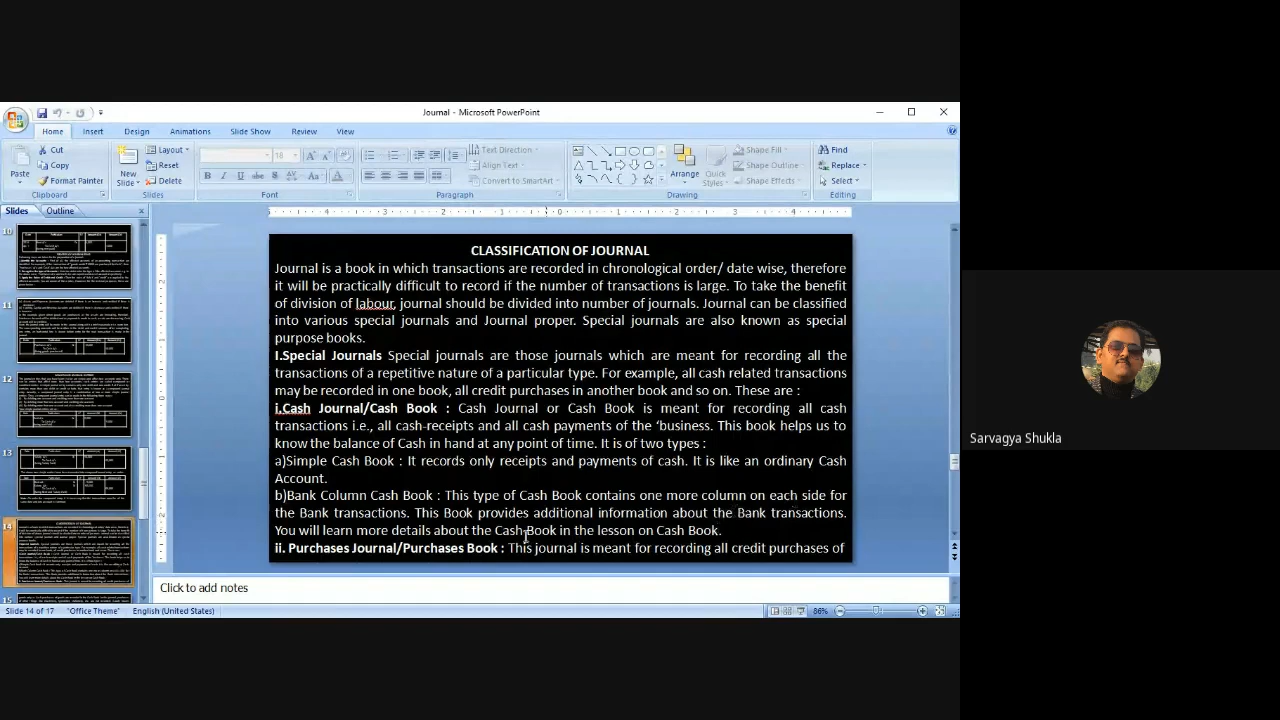 Journal - Microsoft PowerPoint
Home Insert Design Animations Slide Show Review View
Paste
Cut
Copy
Format Painter
Clipboard
New Slide
Layout
Reset
Delete
Slides
18
Font
Paragraph
Text Direction
Align Text
Convert to SmartArt
Arrange
Quick Styles
Shape Fill
Shape Outline
Shape Effects
Drawing
Find
Replace
Select
Editing
Slides Outline
10
11
12
13
14
15
CLASSIFICATION OF JOURNAL
Journal is a book in which transactions are recorded in chronological order/ date wise, therefore
it will be practically difficult to record if the number of transactions is large. To take the benefit
of division of labour, journal should be divided into number of journals. Journal can be classified
into various special journals and journal proper. Special journals are also known as special
purpose books.
I.Special Journals Special journals are those journals which are meant for recording all the
transactions of a repetitive nature of a particular type. For example, all cash related transactions
may be recorded in one book, all credit purchases in another book and so on. These are :
Cash Journal/Cash Book : Cash Journal or Cash Book is meant for recording all cash
transactions i.e., all cash-receipts and all cash payments of the ‘business. This book helps us to
know the balance of Cash in hand at any point of time. It is of two types :
a)Simple Cash Book : It records only receipts and payments of cash. It is like an ordinary Cash
Account.
b)Bank Column Cash Book : This type of Cash Book contains one more column on each side for
the Bank transactions. This Book provides additional information about the Bank transactions.
You will learn more details about the Cash Book in the lesson on Cash Book.
Journal/Purchases Book : This journal is meant for recording all credit purchases of
Click to add notes
Slide 14 of 17 "Office Theme" English (United States) 86%
Sarvagya Shukla